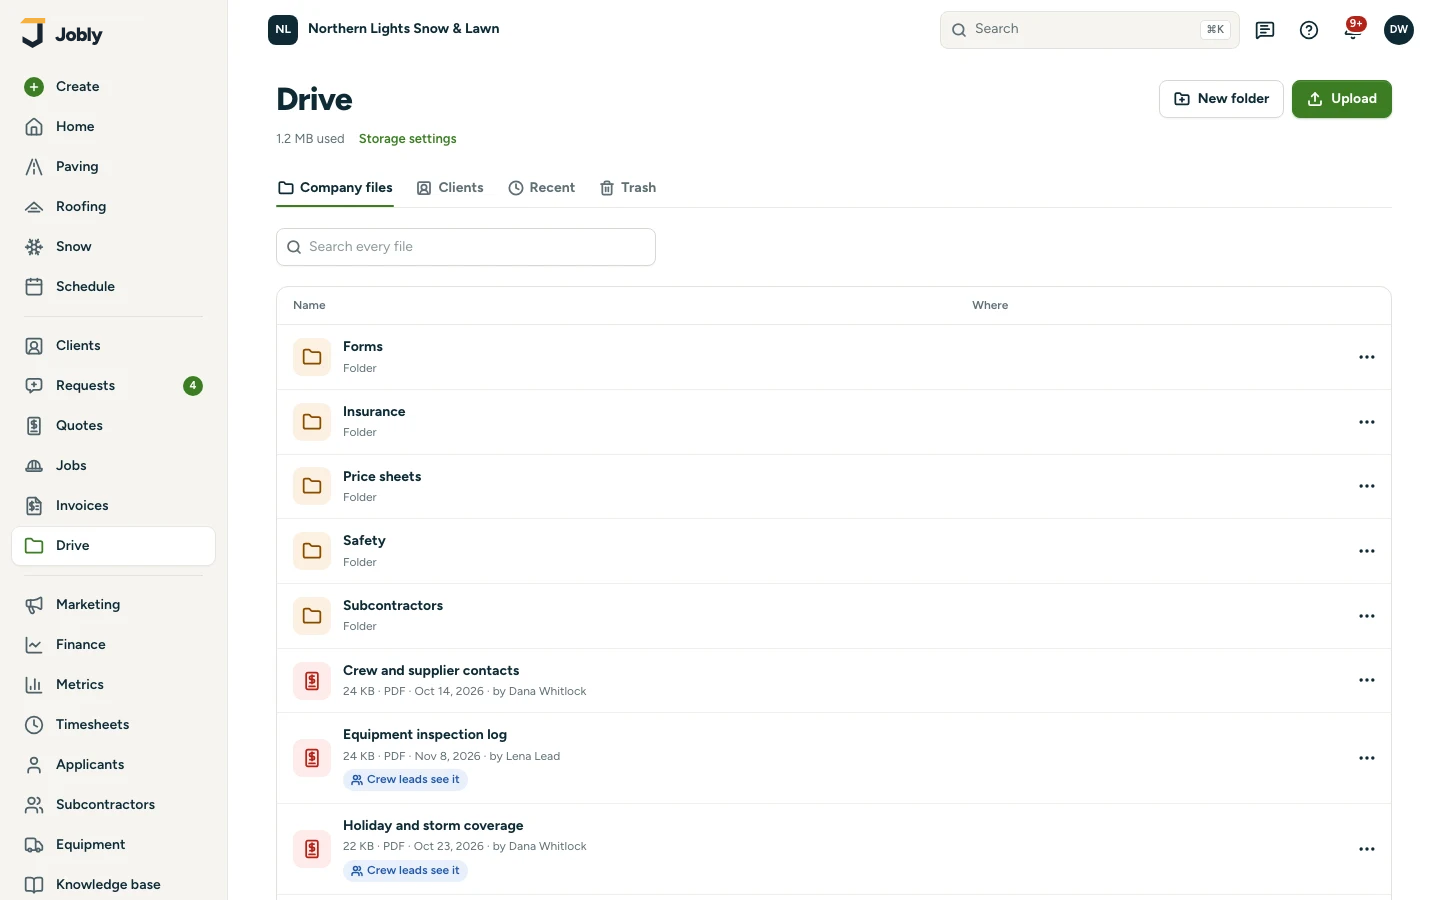 Jobly
NL
Northern Lights Snow & Lawn
Search
⌘K
9+
DW
Create
Home
Paving
Roofing
Snow
Schedule
Clients
Requests
4
Quotes
Jobs
Invoices
Drive
Marketing
Finance
Metrics
Timesheets
Applicants
Subcontractors
Equipment
Knowledge base
Drive
New folder
Upload
1.2 MB used
Storage settings
Company files
Clients
Recent
Trash
Search every file
Name
Where
Forms
Folder
Insurance
Folder
Price sheets
Folder
Safety
Folder
Subcontractors
Folder
Crew and supplier contacts
24 KB · PDF · Oct 14, 2026 · by Dana Whitlock
Equipment inspection log
24 KB · PDF · Nov 8, 2026 · by Lena Lead
Crew leads see it
Holiday and storm coverage
22 KB · PDF · Oct 23, 2026 · by Dana Whitlock
Crew leads see it